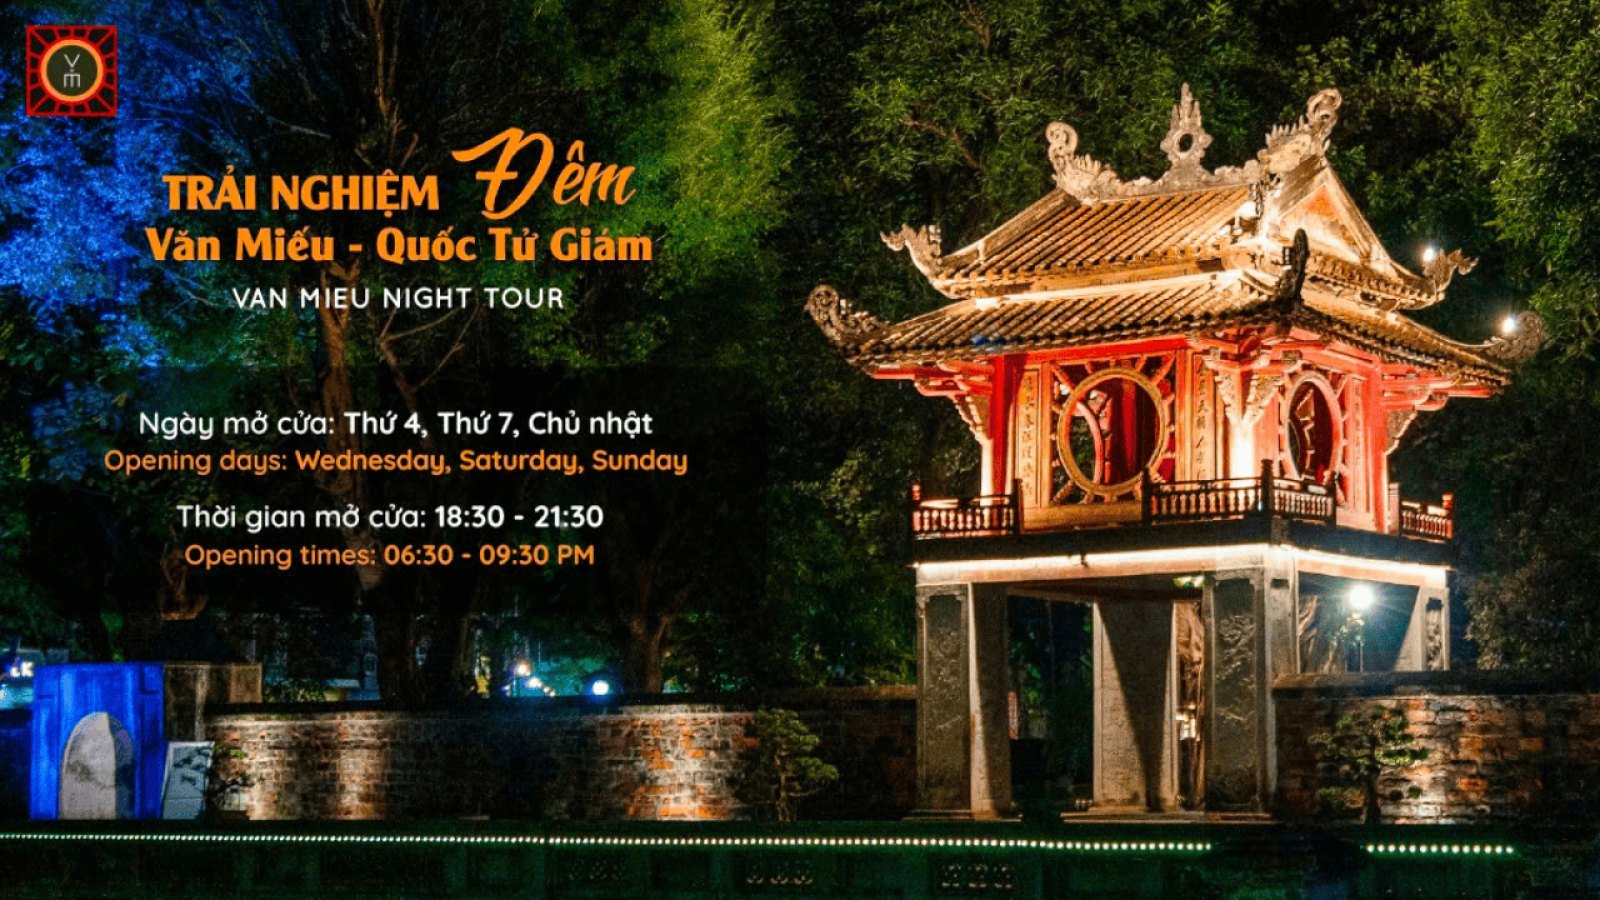 VM
TRẢI NGHIỆM Đêm
Văn Miếu - Quốc Tử Giám
VAN MIEU NIGHT TOUR
Ngày mở cửa: Thứ 4, Thứ 7, Chủ nhật
Opening days: Wednesday, Saturday, Sunday
Thời gian mở cửa: 18:30 - 21:30
Opening times: 06:30 - 09:30 PM